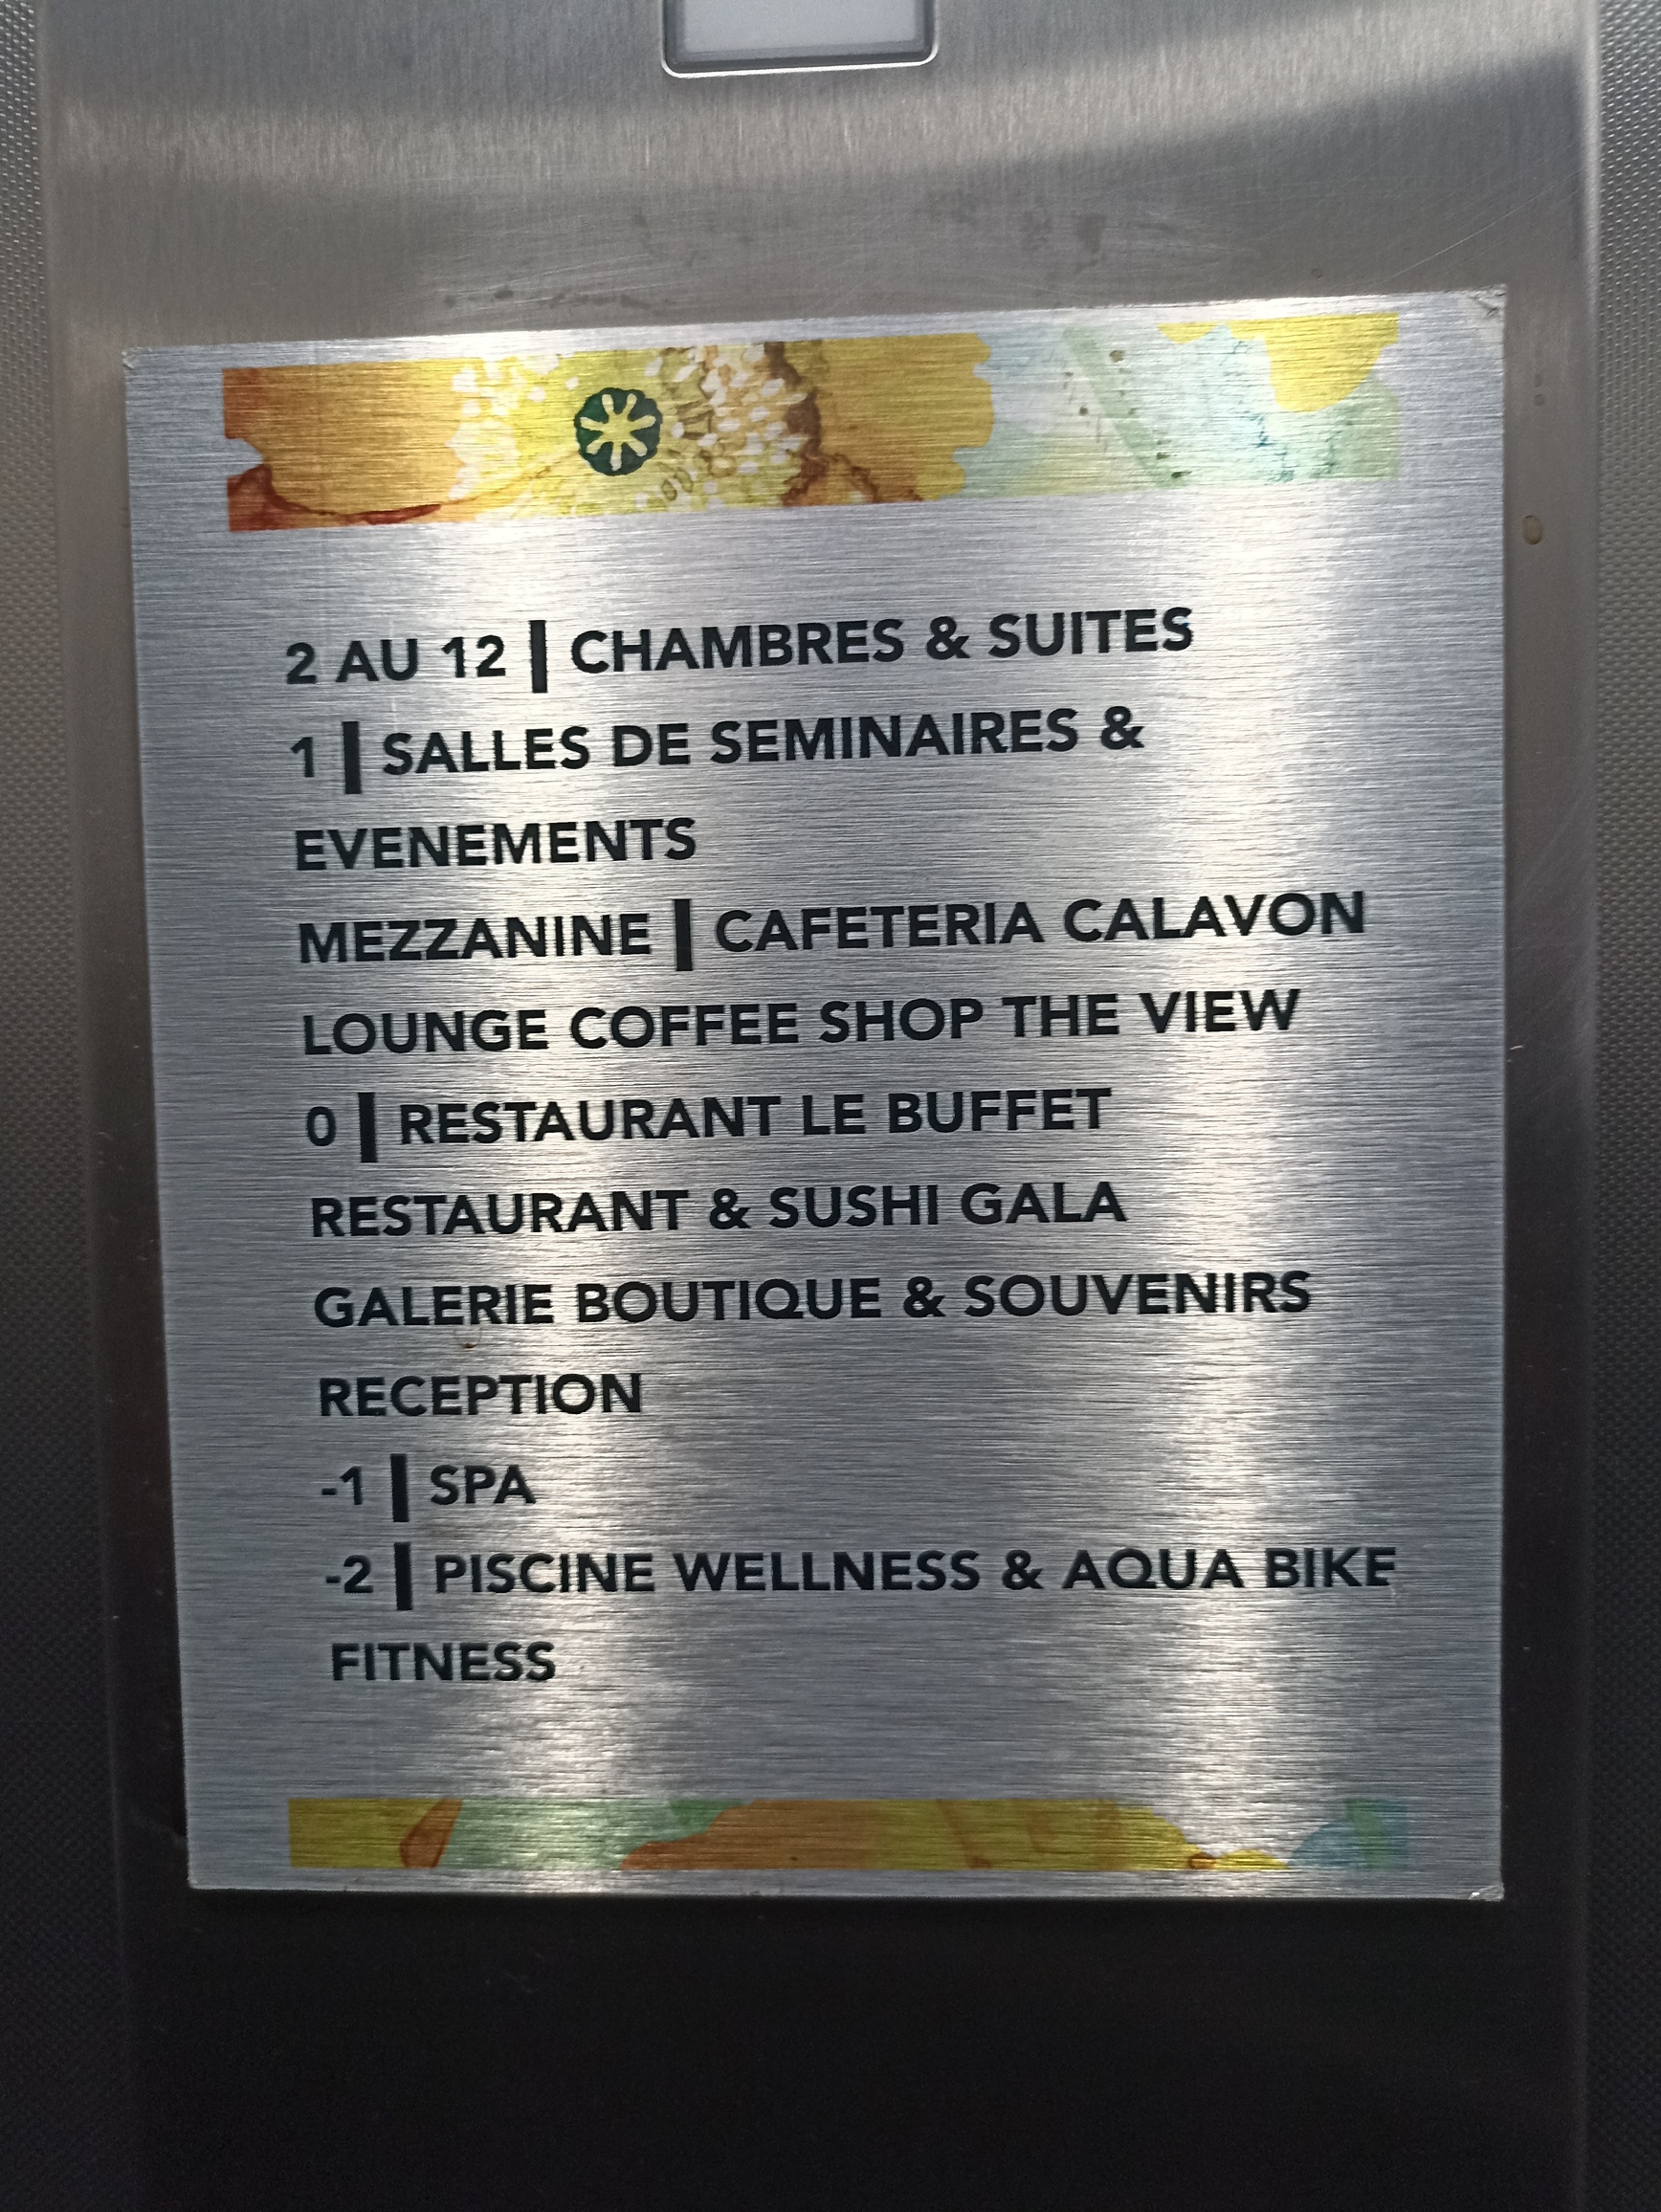 2 AU 12 | CHAMBRES & SUITES
1 | SALLES DE SEMINAIRES &
EVENEMENTS
MEZZANINE | CAFETERIA CALAVON
LOUNGE COFFEE SHOP THE VIEW
0 | RESTAURANT LE BUFFET
RESTAURANT & SUSHI GALA
GALERIE BOUTIQUE & SOUVENIRS
RECEPTION
-1 | SPA
-2 | PISCINE WELLNESS & AQUA BIKE
FITNESS